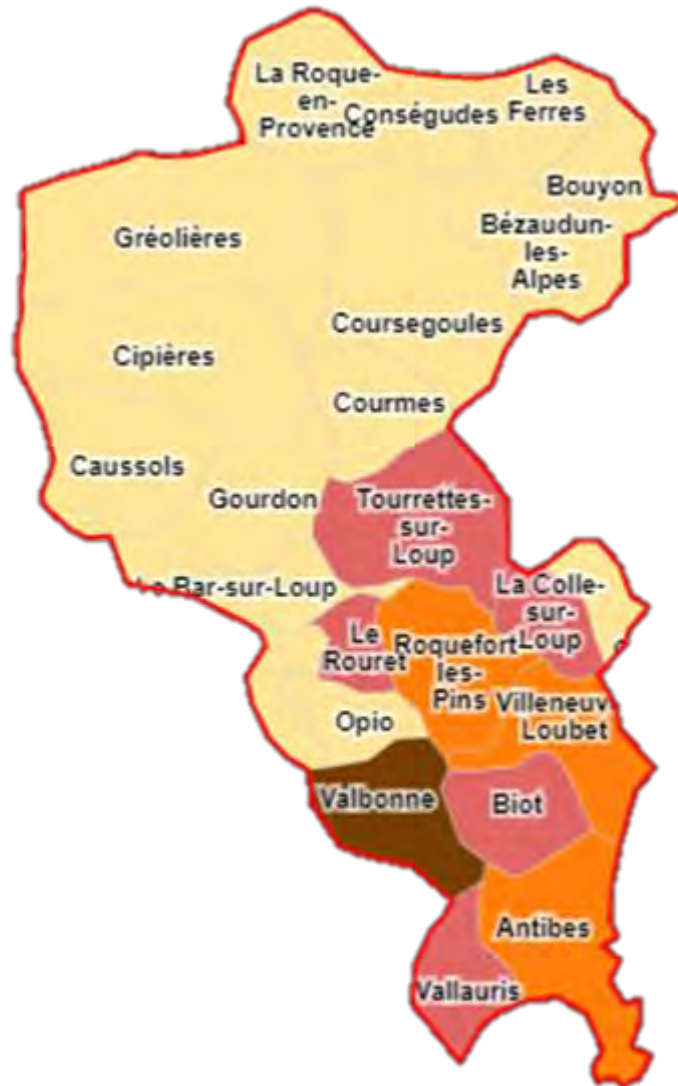 La Roque-
en-
Provence
Conségudes
Les
Ferres
Bouyon
Gréolières
Bézaudun-
les-
Alpes
Coursegoules
Cipières
Courmes
Caussols
Gourdon
Tourrettes-
sur-
Loup
Le Bar-sur-Loup
La Colle-
sur-
Loup
Le
Rouret
Roquefort
les-
Pins
Villeneuv
Loubet
Opio
Valbonne
Biot
Antibes
Vallauris